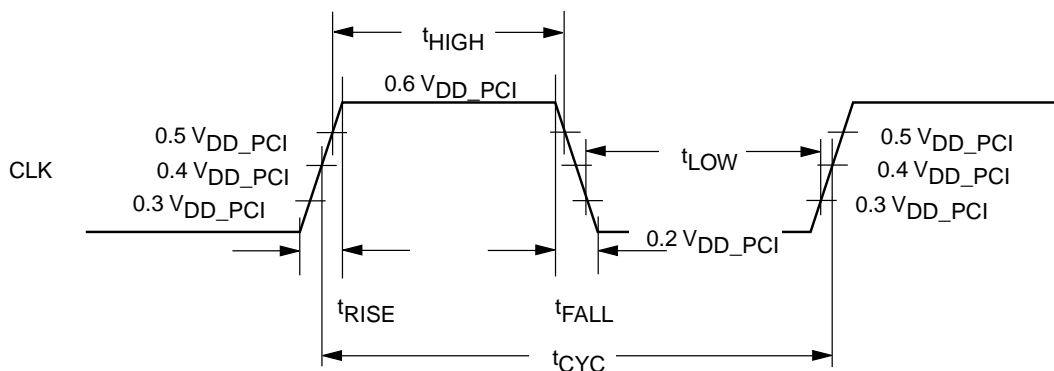 tHIGH
0.6 VDD_PCI
0.5 VDD_PCI
0.4 VDD_PCI
0.3 VDD_PCI
CLK
tLOW
0.5 VDD_PCI
0.4 VDD_PCI
0.3 VDD_PCI
0.2 VDD_PCI
tRISE
tFALL
tCYC